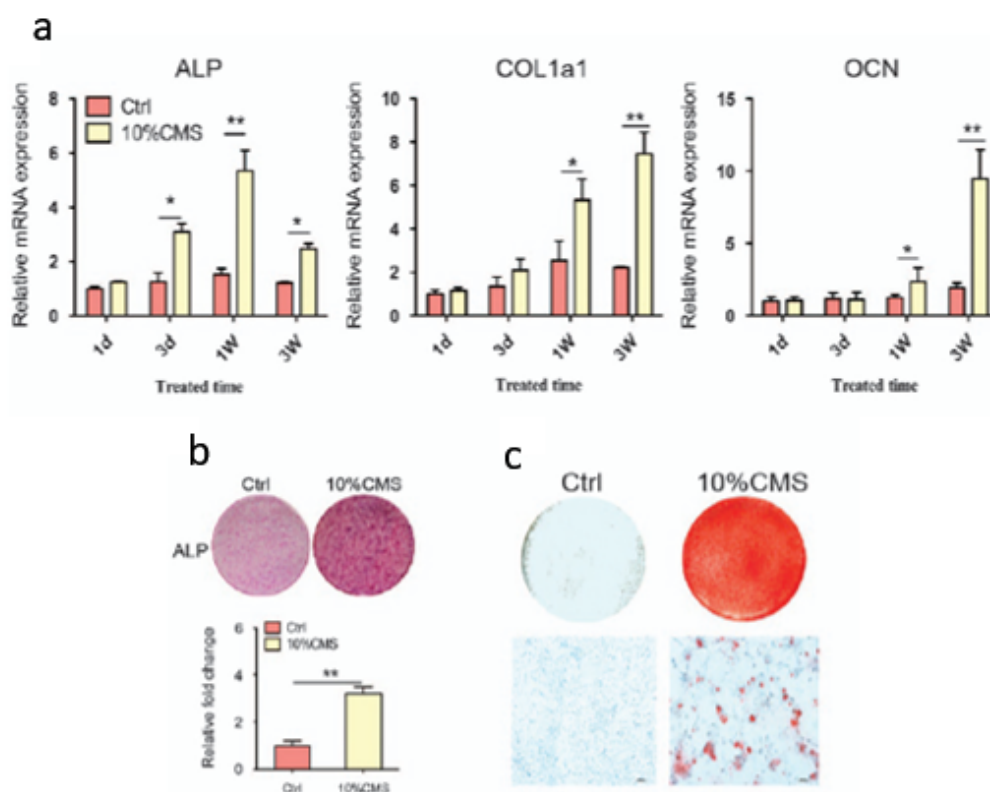 a
ALP
Relative mRNA expression
8
6
4
2
0
Ctrl
10%CMS
*
**
*
1d 3d 1W 3W
Treated time
COL1a1
Relative mRNA expression
10
8
6
4
2
0
*
**
1d 3d 1W 3W
Treated time
OCN
Relative mRNA expression
15
10
5
0
*
**
1d 3d 1W 3W
Treated time
b
Ctrl 10%CMS
ALP
Relative fold change
6
4
2
0
Ctrl
10%CMS
**
Ctrl 10%CMS
c
Ctrl 10%CMS